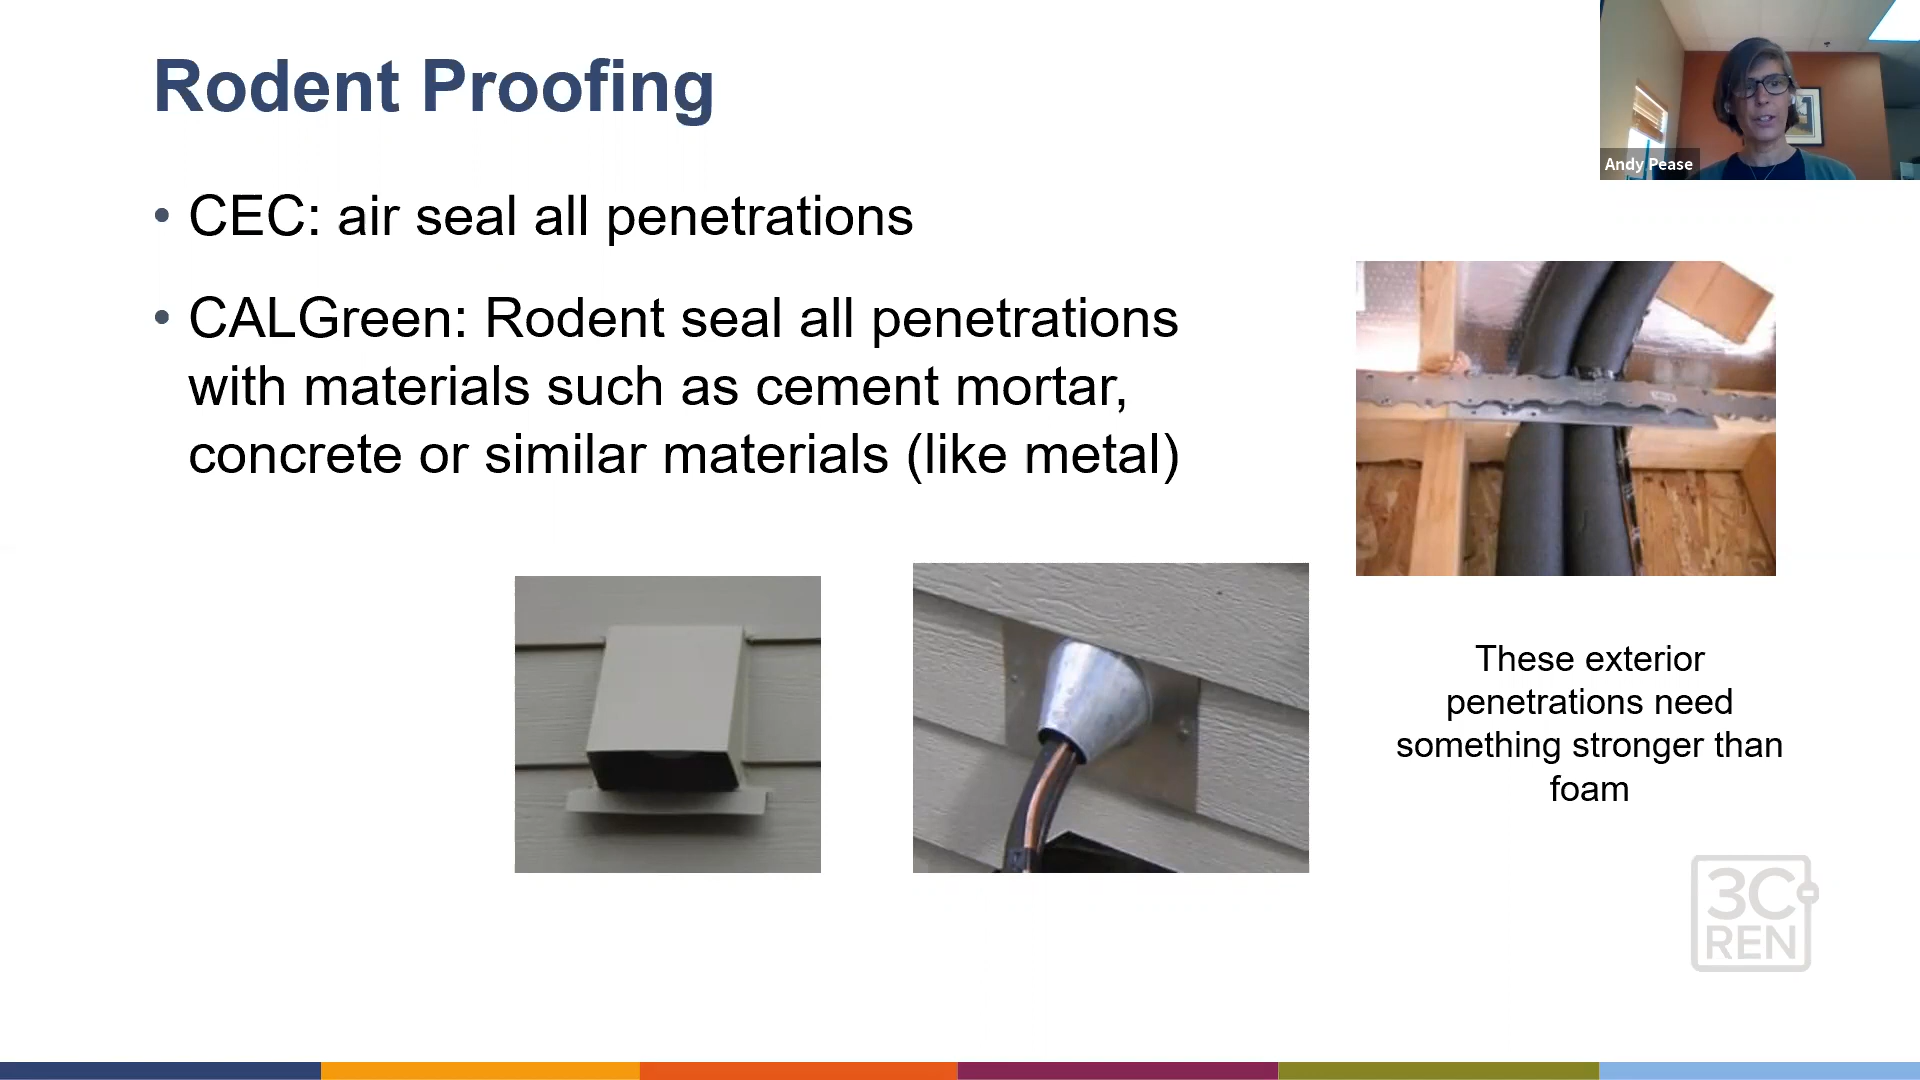 Rodent Proofing
Andy Pease
• CEC: air seal all penetrations
• CALGreen: Rodent seal all penetrations
with materials such as cement mortar,
concrete or similar materials (like metal)
These exterior
penetrations need
something stronger than
foam
3C
REN